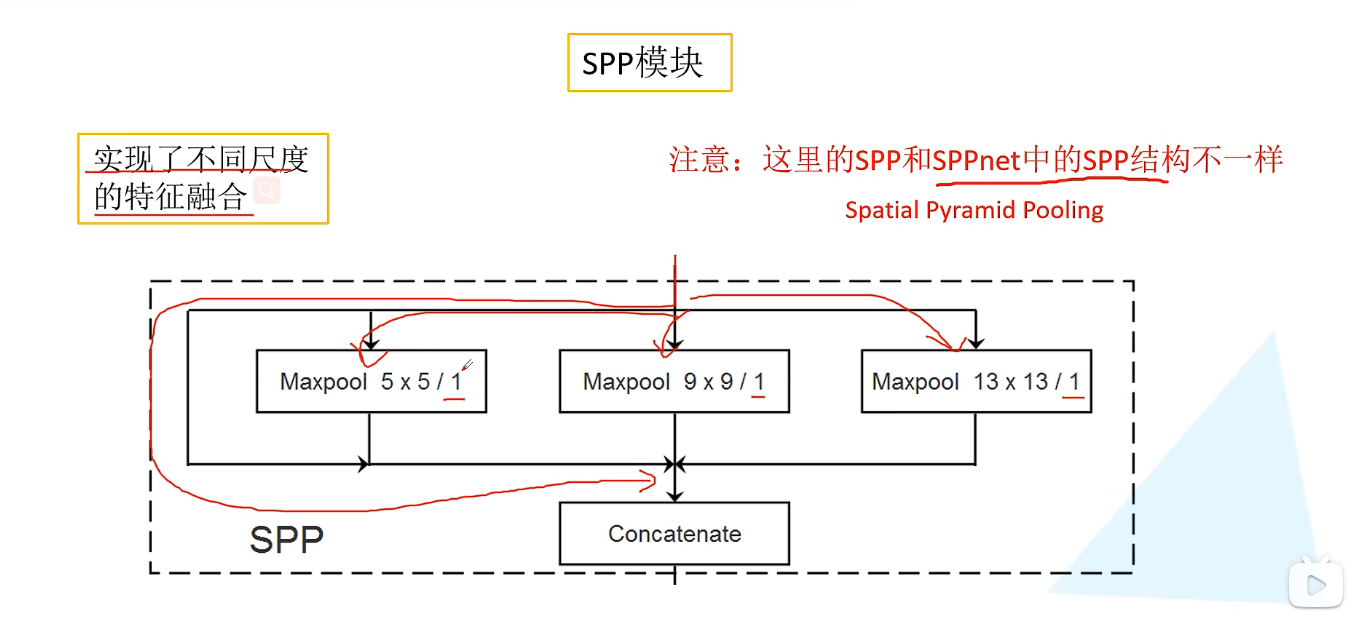 SPP模块
实现了不同尺度
的特征融合
注意：这里的SPP和SPPnet中的SPP结构不一样
Spatial Pyramid Pooling
Maxpool 5 x 5 / 1
Maxpool 9 x 9 / 1
Maxpool 13 x 13 / 1
SPP
Concatenate